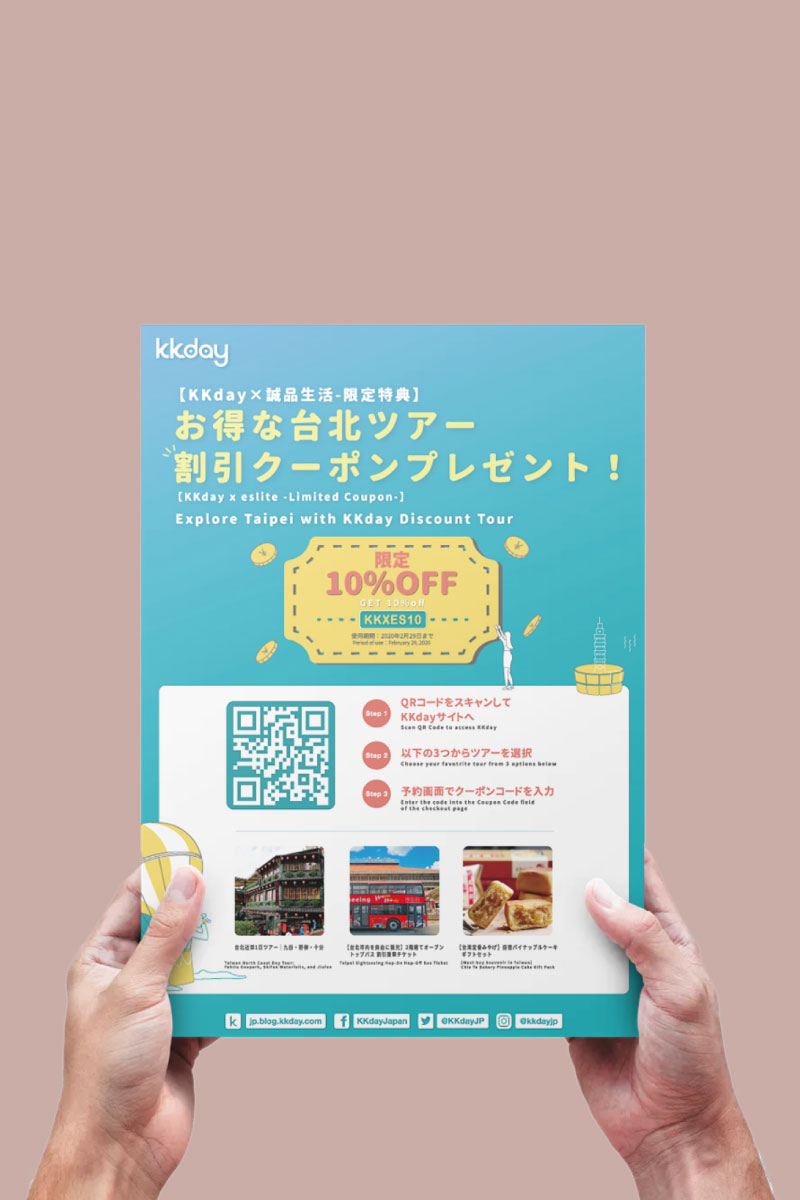 kkday
【KKday×誠品生活-限定特典】
お得な台北ツアー
割引クーポンプレゼント！
【KKday x eslite -Limited Coupon-】
Explore Taipei with KKday Discount Tour
限定
10%OFF
GET 10%off
KKXES10
使用期間：2020年2月29日まで
Period of use : February 29, 2020
Step 1
QRコードをスキャンして
KKdayサイトへ
Scan QR Code to access KKday
Step 2
以下の3つからツアーを選択
Choose your favorite tour from 3 options below
Step 3
予約画面でクーポンコードを入力
Enter the code into the Coupon Code field
of the checkout page
台北近郊1日ツアー｜九份・野柳・十分
Taiwan North Coast Day Tour:
Yehliu Geopark, Shifen Waterfalls, and Jiufen
【台北市内を自由に観光】2階建てオープン
トップバス 割引乗車チケット
Taipei Sightseeing Hop-On Hop-Off Bus Ticket
【台湾定番みやげ】佳徳パイナップルケーキ
ギフトセット
【Must Buy Souvenir in Taiwan】
Chia Te Bakery Pineapple Cake Gift Pack
jp.blog.kkday.com
KKdayJapan
@KKdayJP
@kkdayjp